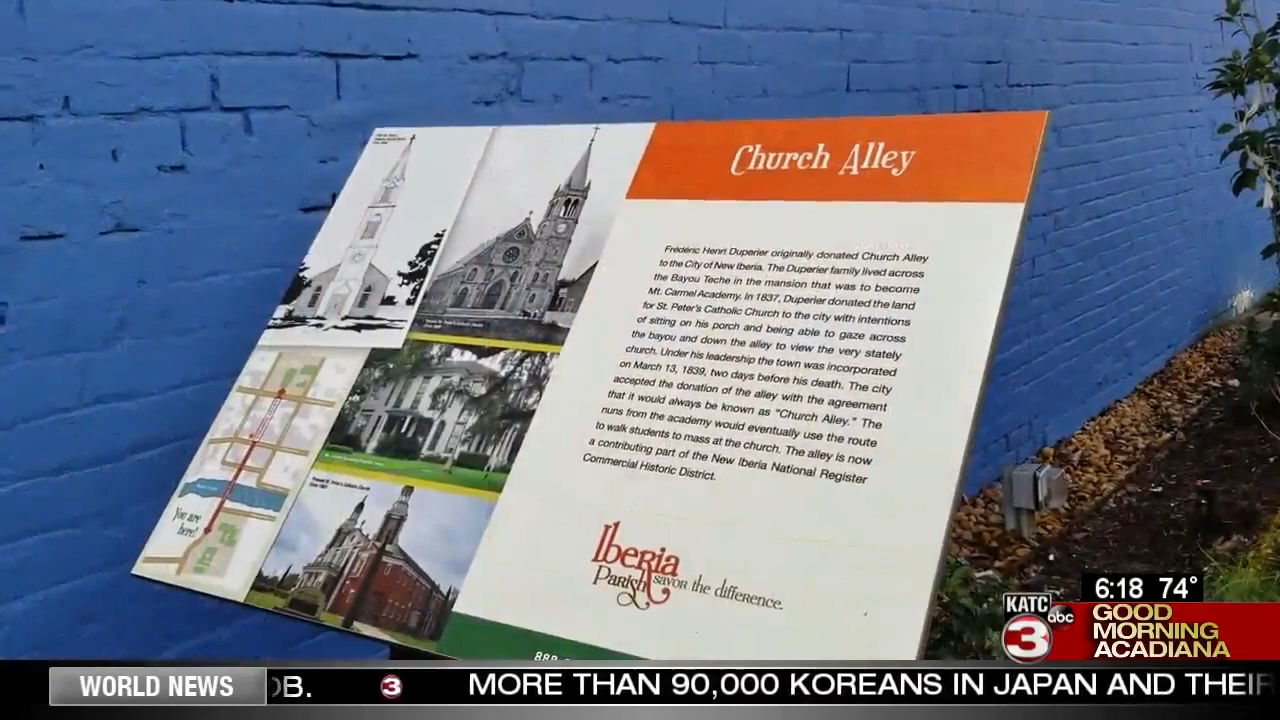 Church Alley
Frédéric Henri Duperier originally donated Church Alley
to the City of New Iberia. The Duperier family lived across
the Bayou Teche in the mansion that was to become
Mt. Carmel Academy. In 1837, Duperier donated the land
for St. Peter's Catholic Church to the city with intentions
of sitting on his porch and being able to gaze across
the bayou and down the alley to view the very stately
church. Under his leadership the town was incorporated
on March 13, 1839, two days before his death. The city
accepted the donation of the alley with the agreement
that it would always be known as "Church Alley." The
nuns from the academy would eventually use the route
to walk students to mass at the church. The alley is now
a contributing part of the New Iberia National Register
Commercial Historic District.
You are
here!
Iberia
Parish savor the difference.
6:18 74°
KATC
abc
3
GOOD
MORNING
ACADIANA
WORLD NEWS
OB. 3 MORE THAN 90,000 KOREANS IN JAPAN AND THEIR